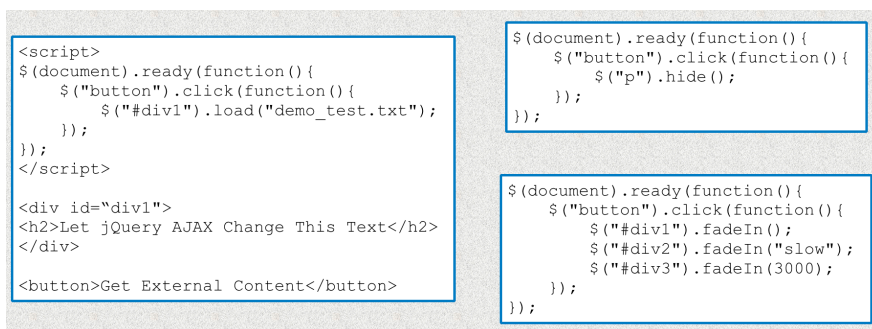 <script>
$(document).ready(function(){
    $("button").click(function(){
        $("#div1").load("demo_test.txt");
    });
});
</script>

<div id=“div1">
<h2>Let jQuery AJAX Change This Text</h2>
</div>

<button>Get External Content</button>

$(document).ready(function(){
    $("button").click(function(){
        $("p").hide();
    });
});

$(document).ready(function(){
    $("button").click(function(){
        $("#div1").fadeIn();
        $("#div2").fadeIn("slow");
        $("#div3").fadeIn(3000);
    });
});